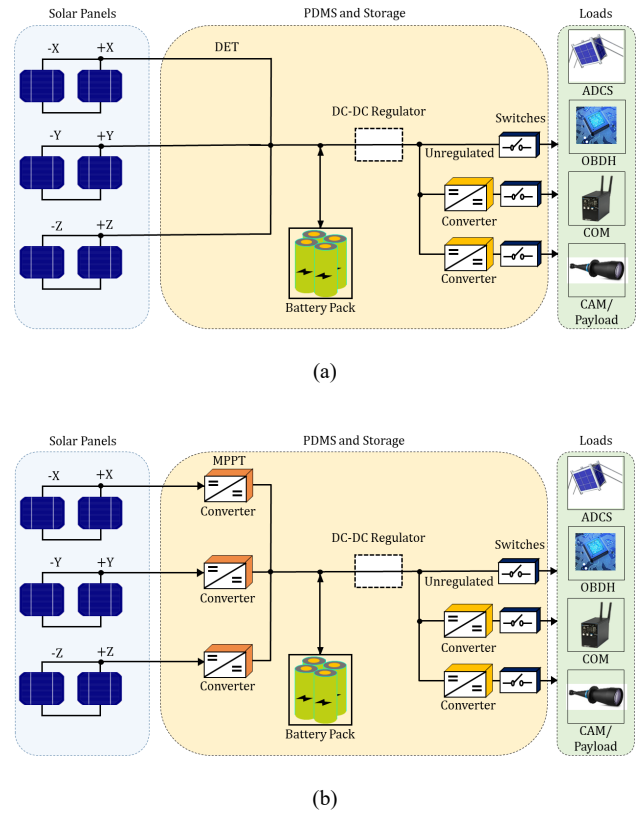 Solar Panels
PDMS and Storage
Loads
-X
+X
DET
ADCS
DC-DC Regulator
Switches
-Y
+Y
Unregulated
OBDH
Converter
COM
-Z
+Z
Converter
Battery Pack
CAM/
Payload
(a)
Solar Panels
PDMS and Storage
Loads
MPPT
-X
+X
Converter
ADCS
DC-DC Regulator
Switches
-Y
+Y
Converter
Unregulated
OBDH
Converter
COM
-Z
+Z
Converter
Converter
Battery Pack
CAM/
Payload
(b)